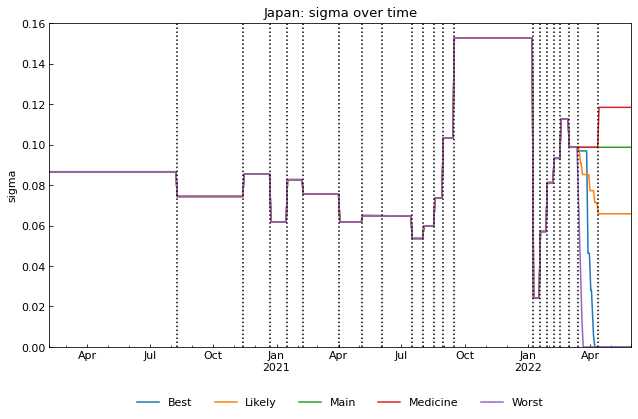 Japan: sigma over time
sigma
0.16
0.14
0.12
0.10
0.08
0.06
0.04
0.02
0.00
Apr Jul Oct Jan Apr Jul Oct Jan Apr
2021 2022
Best Likely Main Medicine Worst